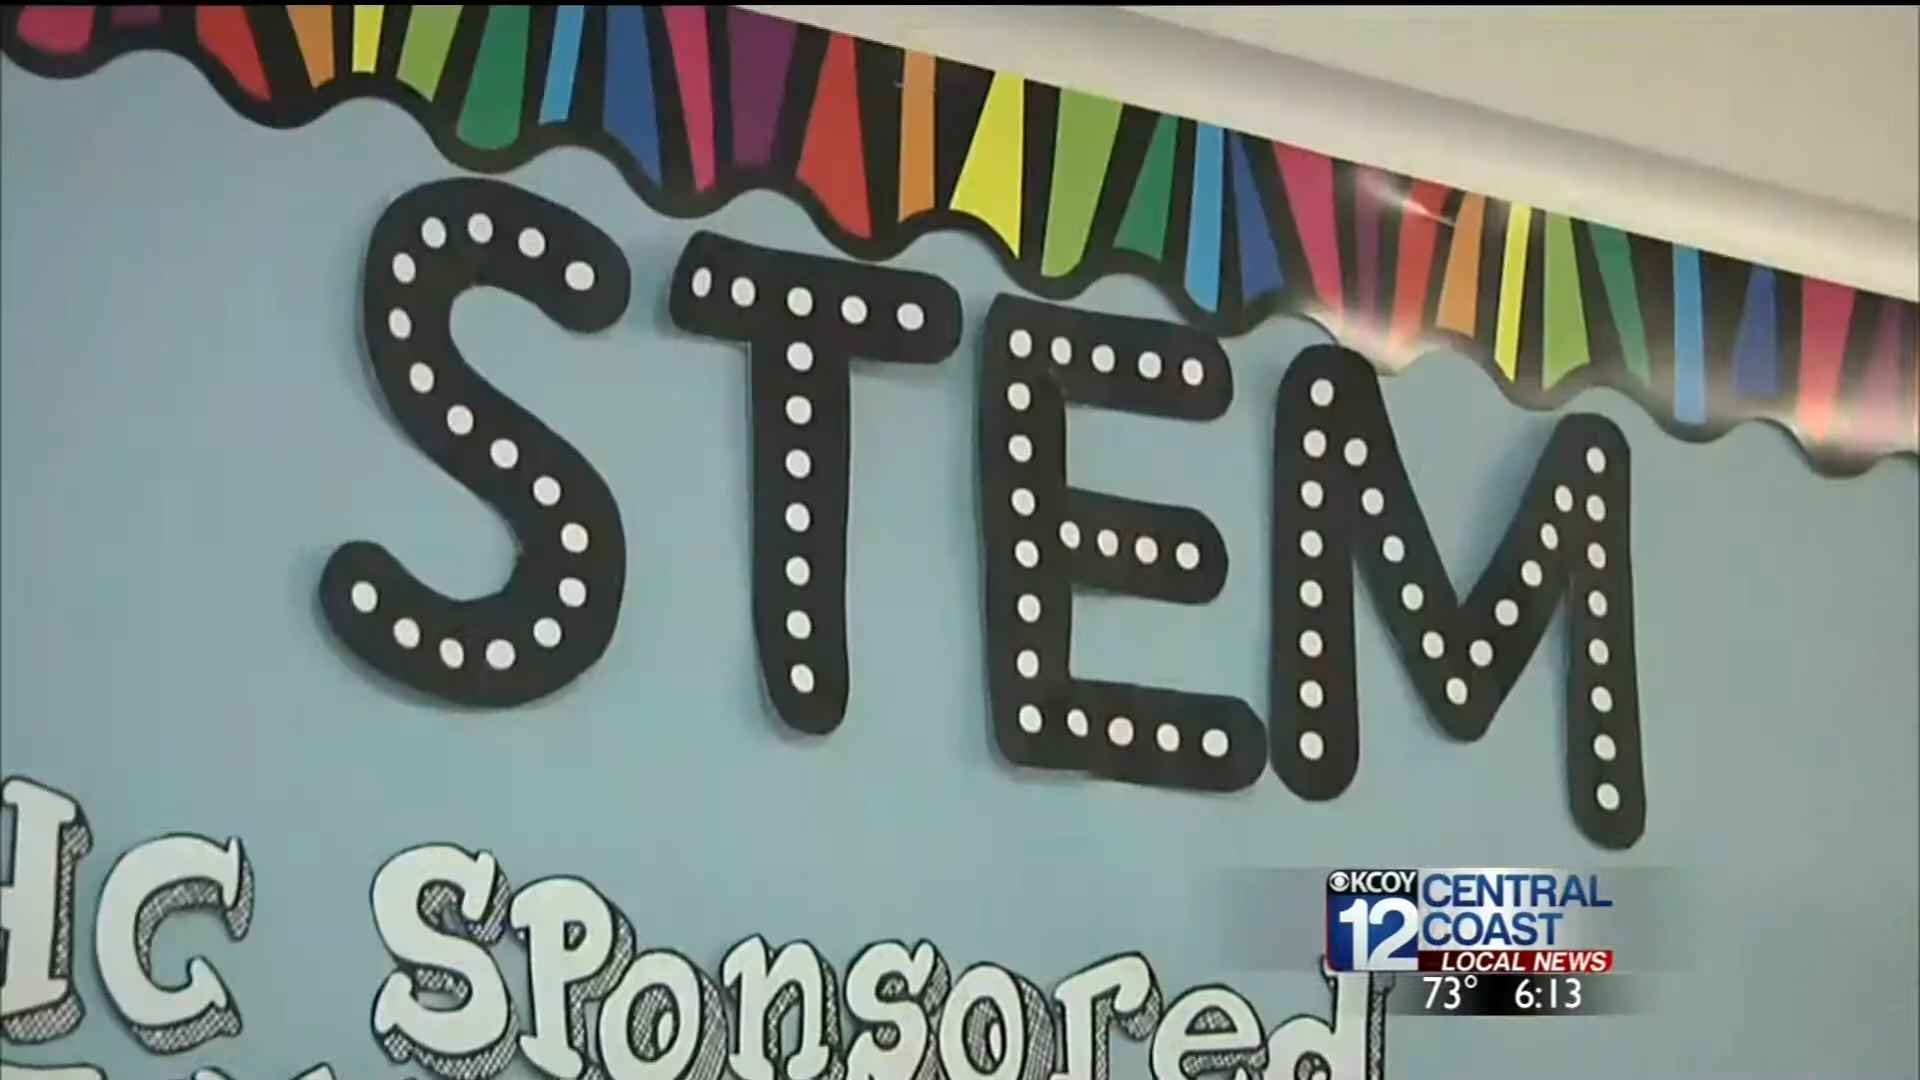 STEM
HC Sponsored
KCOY
12 CENTRAL
COAST
LOCAL NEWS
73° 6:13